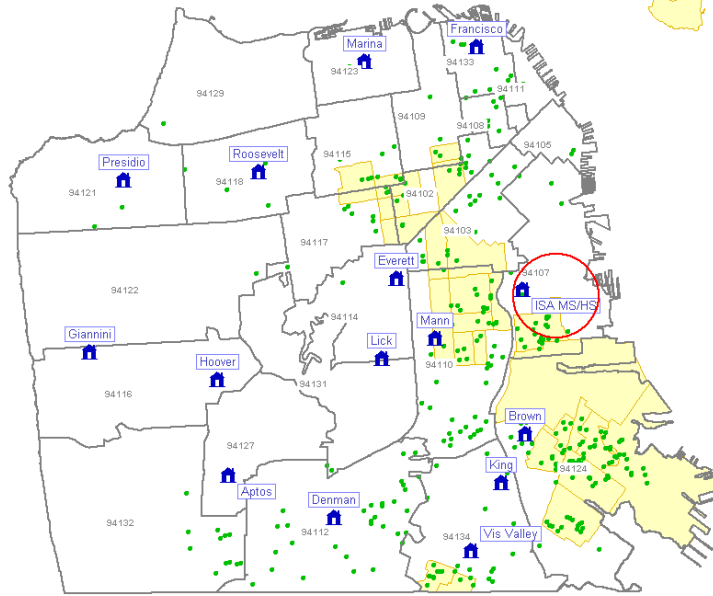 Francisco
Marina
94133
94123
94129
94111
94109
94108
94105
94115
Roosevelt
Presidio
94118
94121
94102
94103
94117
Everett
94107
94122
ISA MS/HS
94114
Mann
Giannini
Lick
Hoover
94110
94131
94116
Brown
94127
King
94124
Aptos
Denman
94132
94112
Vis Valley
94134